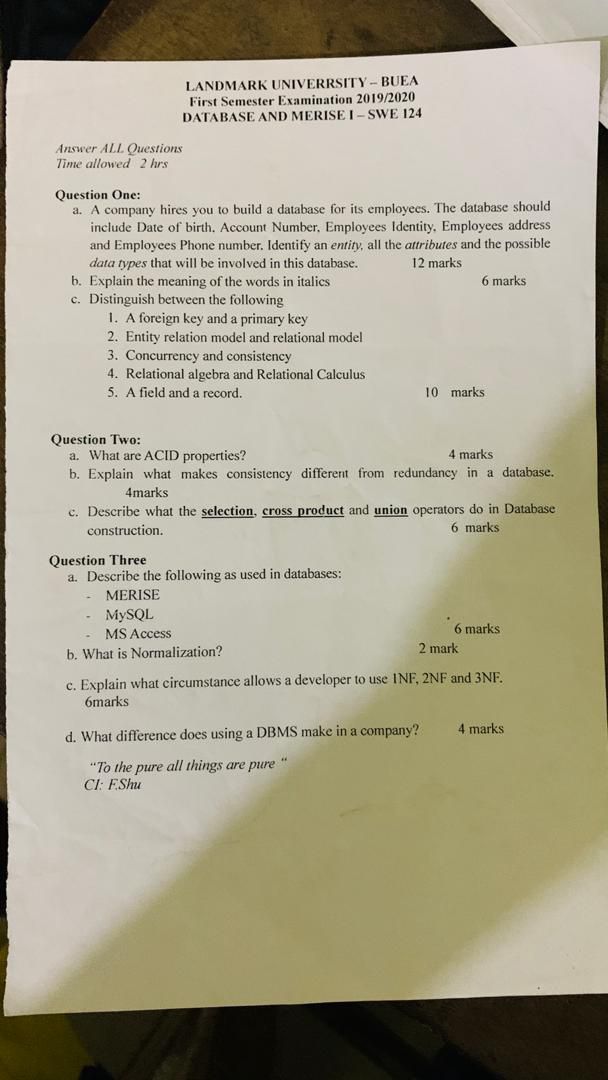 LANDMARK UNIVERRSITY – BUEA
First Semester Examination 2019/2020
DATABASE AND MERISE I – SWE 124
Answer ALL Questions
Time allowed 2 hrs
Question One:
a. A company hires you to build a database for its employees. The database should
include Date of birth, Account Number, Employees Identity, Employees address
and Employees Phone number. Identify an entity, all the attributes and the possible
data types that will be involved in this database. 12 marks
b. Explain the meaning of the words in italics 6 marks
c. Distinguish between the following
1. A foreign key and a primary key
2. Entity relation model and relational model
3. Concurrency and consistency
4. Relational algebra and Relational Calculus
5. A field and a record. 10 marks
Question Two:
a. What are ACID properties? 4 marks
b. Explain what makes consistency different from redundancy in a database.
4marks
c. Describe what the selection, cross product and union operators do in Database
construction. 6 marks
Question Three
a. Describe the following as used in databases:
- MERISE
- MySQL
- MS Access 6 marks
b. What is Normalization? 2 mark
c. Explain what circumstance allows a developer to use 1NF, 2NF and 3NF.
6marks
d. What difference does using a DBMS make in a company? 4 marks
“To the pure all things are pure “
CI: F.Shu